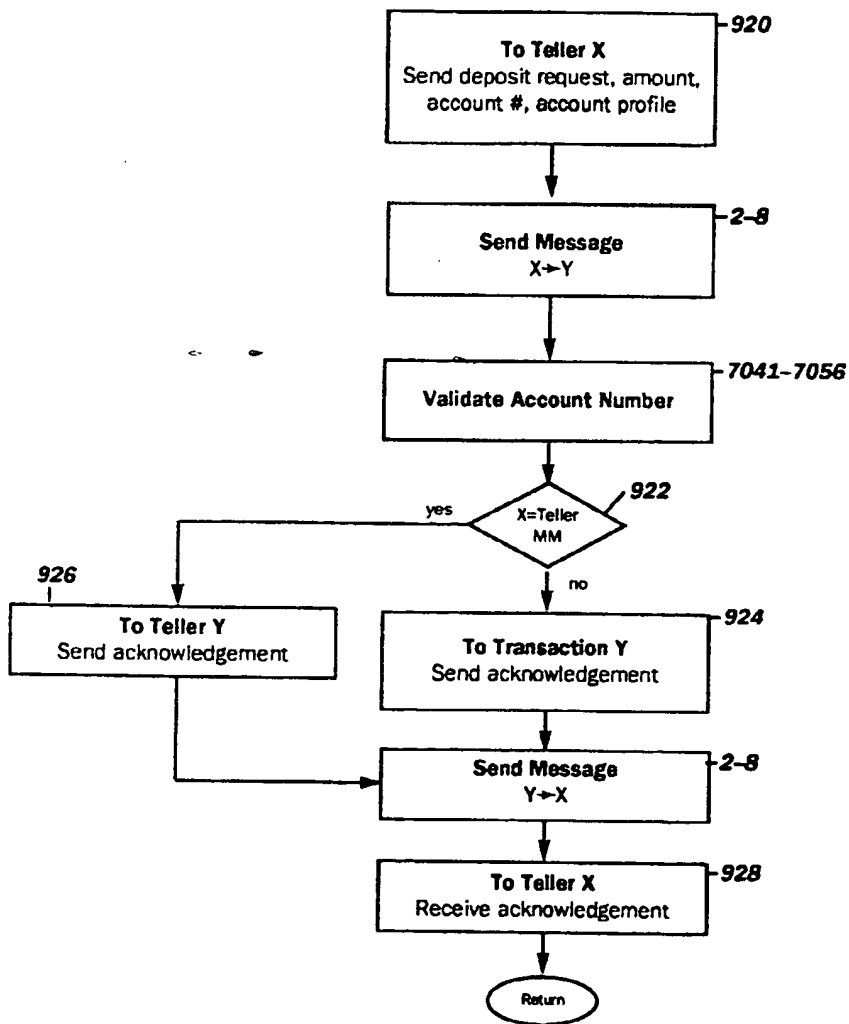 920
To Teller X
Send deposit request, amount,
account #, account profile
2-8
Send Message
X→Y
7041-7056
Validate Account Number
922
yes
X=Teller
MM
no
926
To Teller Y
Send acknowledgement
924
To Transaction Y
Send acknowledgement
2-8
Send Message
Y→X
928
To Teller X
Receive acknowledgement
Return